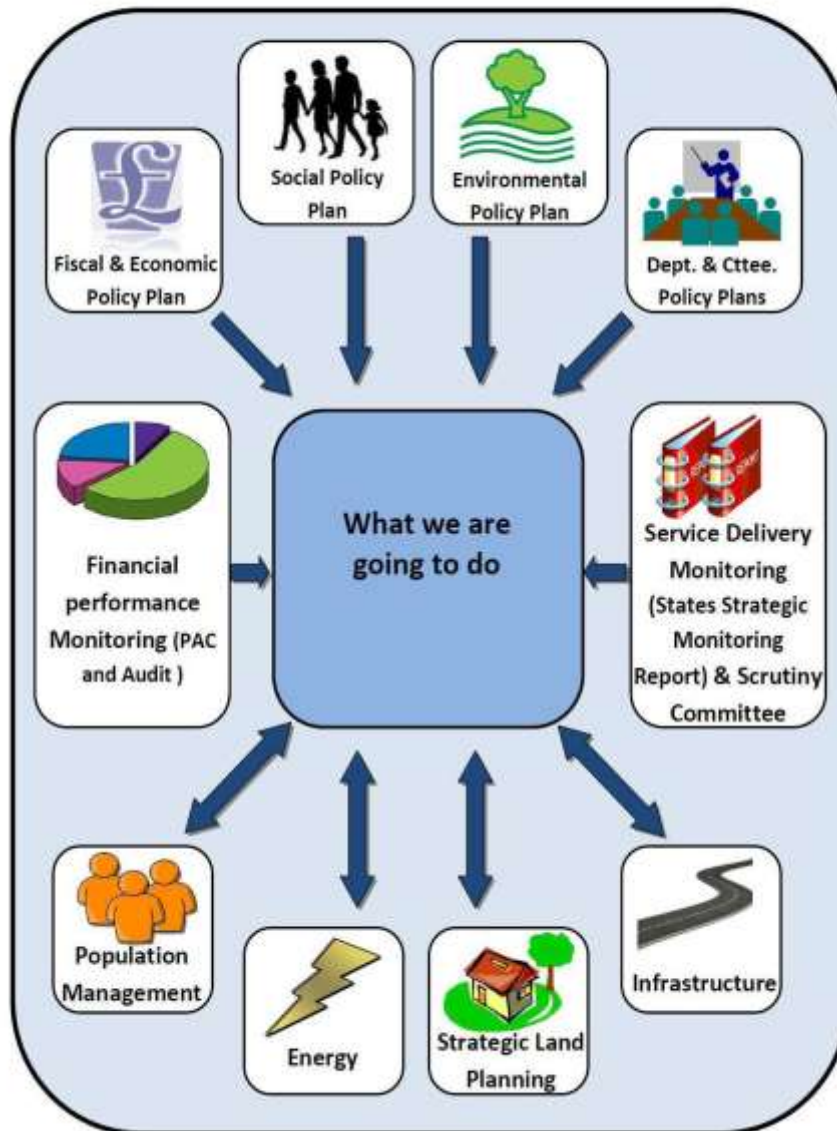 Social Policy
Plan
Environmental
Policy Plan
Fiscal & Economic
Policy Plan
Dept. & Cttee.
Policy Plans
What we are
going to do
Financial
performance
Monitoring (PAC
and Audit )
Service Delivery
Monitoring
(States Strategic
Monitoring
Report) & Scrutiny
Committee
Population
Management
Energy
Strategic Land
Planning
Infrastructure